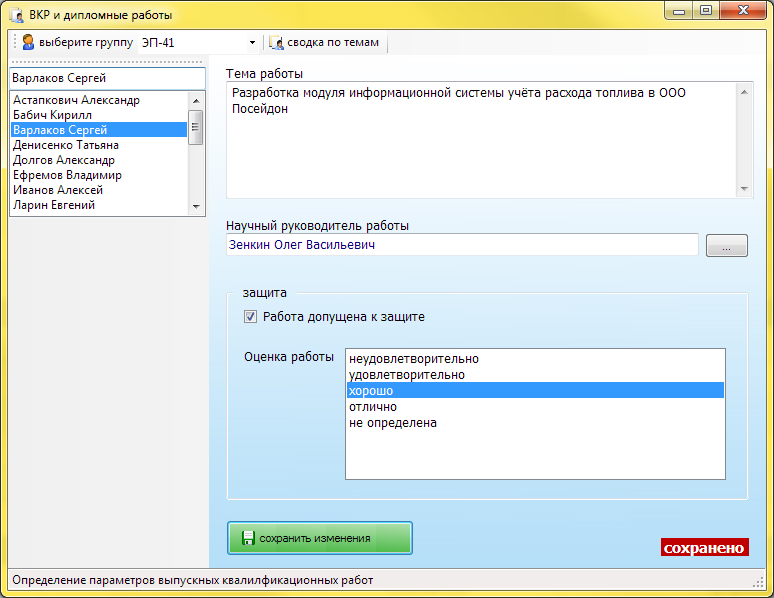 ВКР и дипломные работы
выберите группу ЭП-41 сводка по темам
Варлаков Сергей
Астапкович Александр
Бабич Кирилл
Варлаков Сергей
Денисенко Татьяна
Долгов Александр
Ефремов Владимир
Иванов Алексей
Ларин Евгений
Тема работы
Разработка модуля информационной системы учёта расхода топлива в ООО
Посейдон
Научный руководитель работы
Зенкин Олег Васильевич
...
защита
Работа допущена к защите
Оценка работы
неудовлетворительно
удовлетворительно
хорошо
отлично
не определена
сохранить изменения
сохранено
Определение параметров выпускных квалилфикационных работ